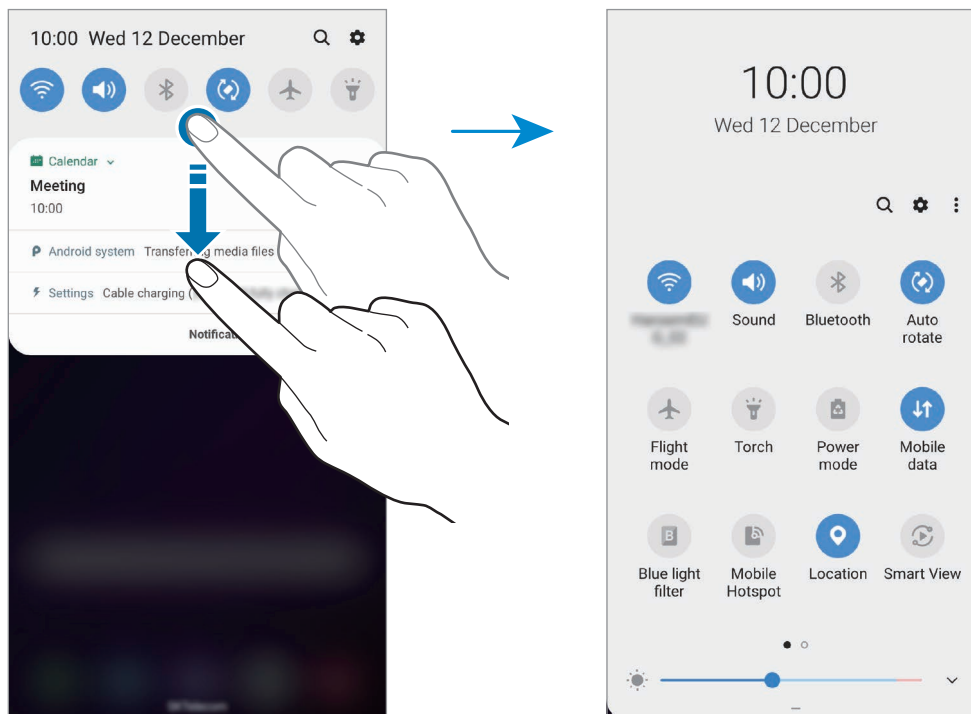 10:00 Wed 12 December
Calendar
Meeting
10:00
Android system Transferring media files
Settings Cable charging (
10:00
Wed 12 December
Sound
Bluetooth
Auto
rotate
Flight
mode
Torch
Power
mode
Mobile
data
B
Blue light
filter
Mobile
Hotspot
Location
Smart View